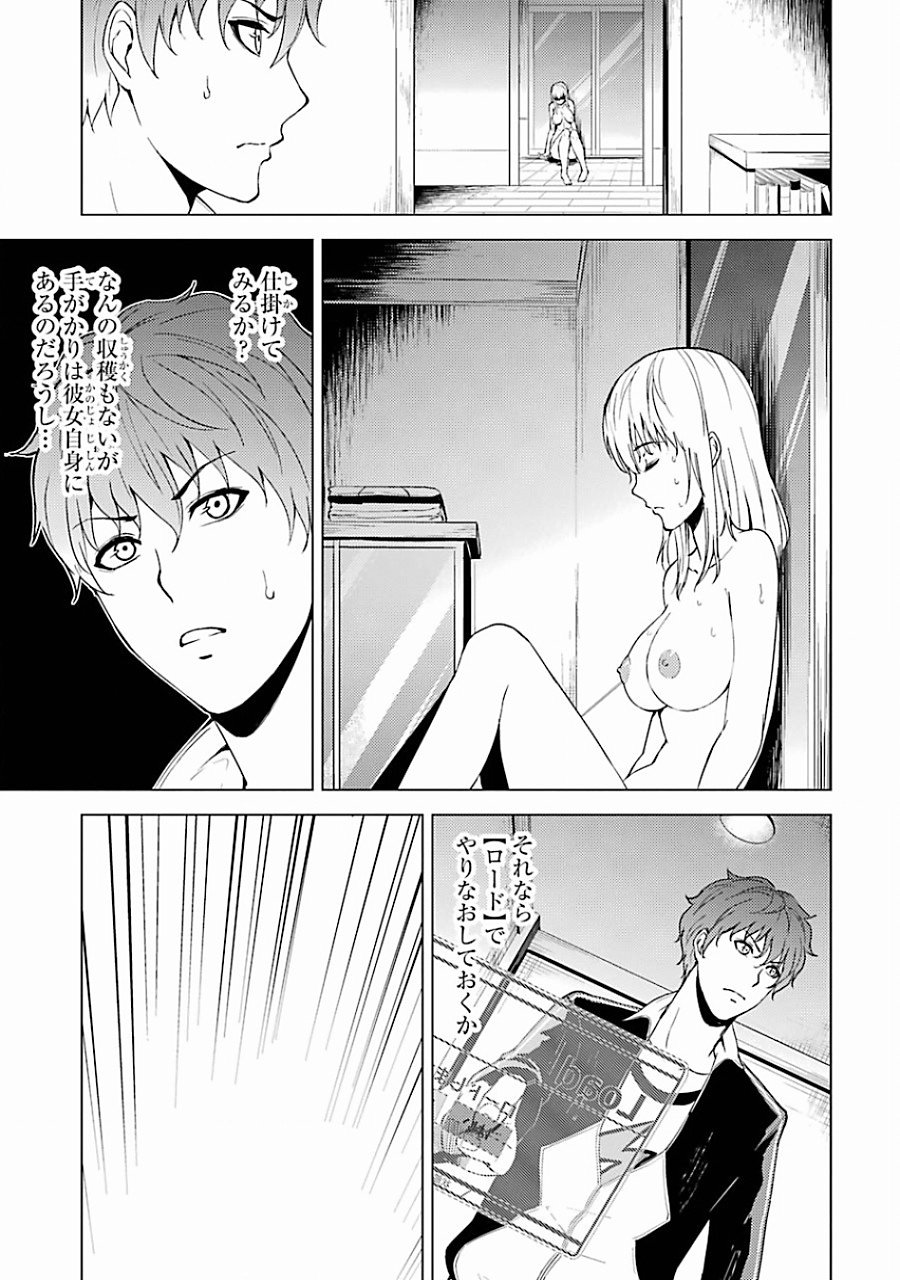 仕掛けて
みるか?
なんの収穫もないが
手がかりは彼女自身に
あるのだろうし…
それなら
【ロード】で
やりなおしておくか
Load